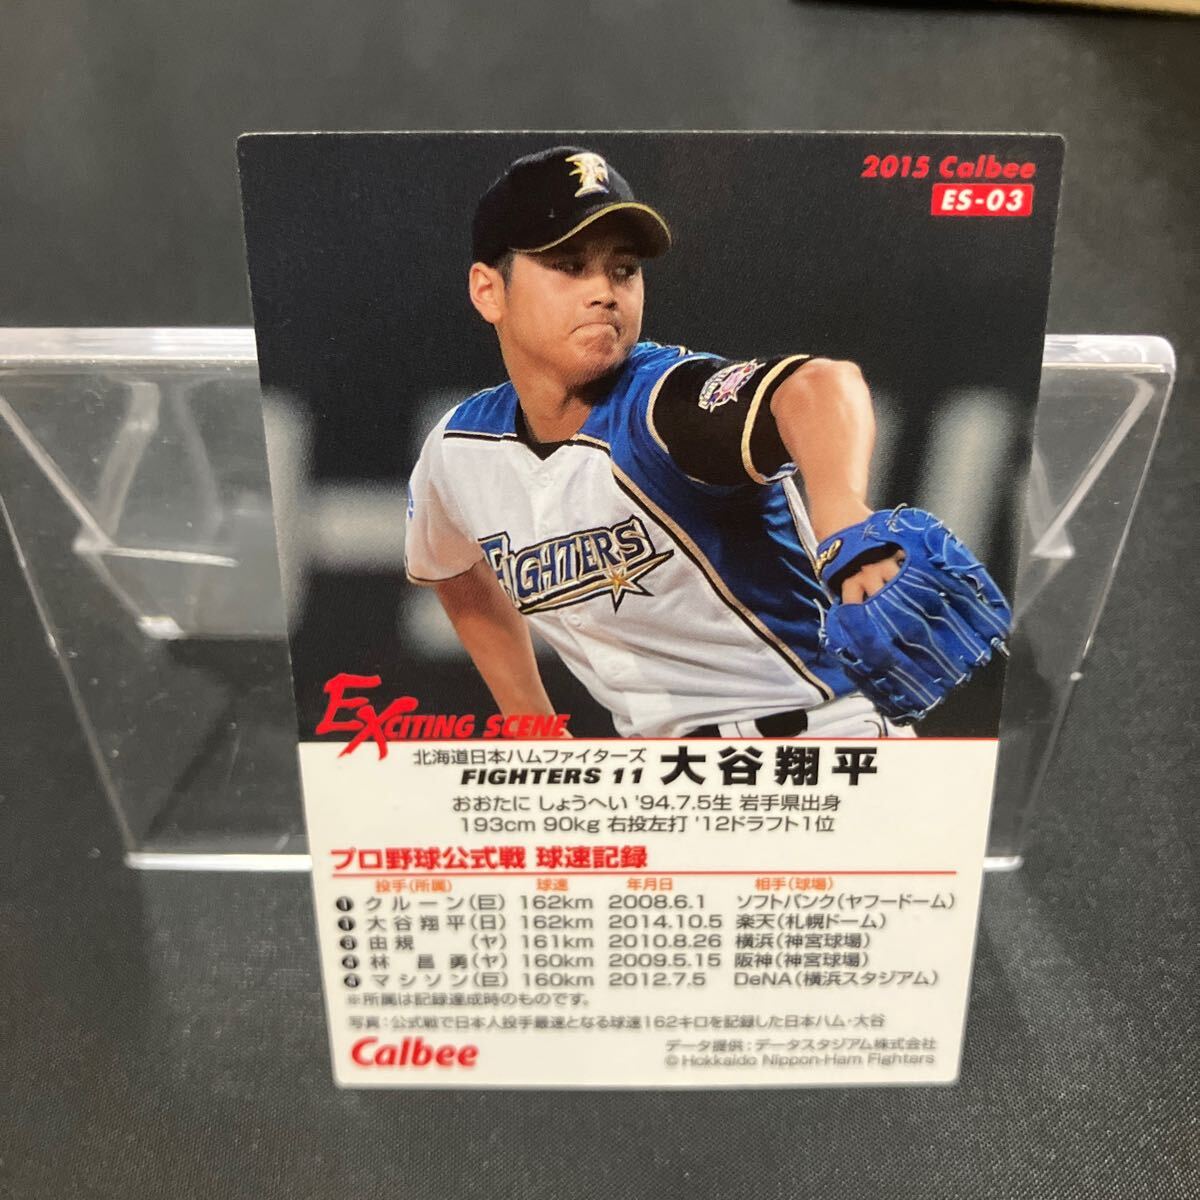 2015 Calbee
ES-03
F
FIGHTERS
EXCITING SCENE
北海道日本ハムファイターズ
FIGHTERS 11 大谷翔平
おおたに しょうへい '94.7.5生 岩手県出身
193cm 90kg 右投左打 '12ドラフト1位
プロ野球公式戦 球速記録
投手(所属) 球速 年月日 相手(球場)
❶クルーン(巨) 162km 2008.6.1 ソフトバンク(ヤフードーム)
❶大谷翔平(日) 162km 2014.10.5 楽天(札幌ドーム)
❸由規 (ヤ) 161km 2010.8.26 横浜(神宮球場)
❹林 昌勇(ヤ) 160km 2009.5.15 阪神(神宮球場)
❹マシソン(巨) 160km 2012.7.5 DeNA(横浜スタジアム)
※所属は記録達成時のものです。
写真:公式戦で日本人投手最速となる球速162キロを記録した日本ハム・大谷
Calbee
データ提供:データスタジアム株式会社
©Hokkaido Nippon-Ham Fighters